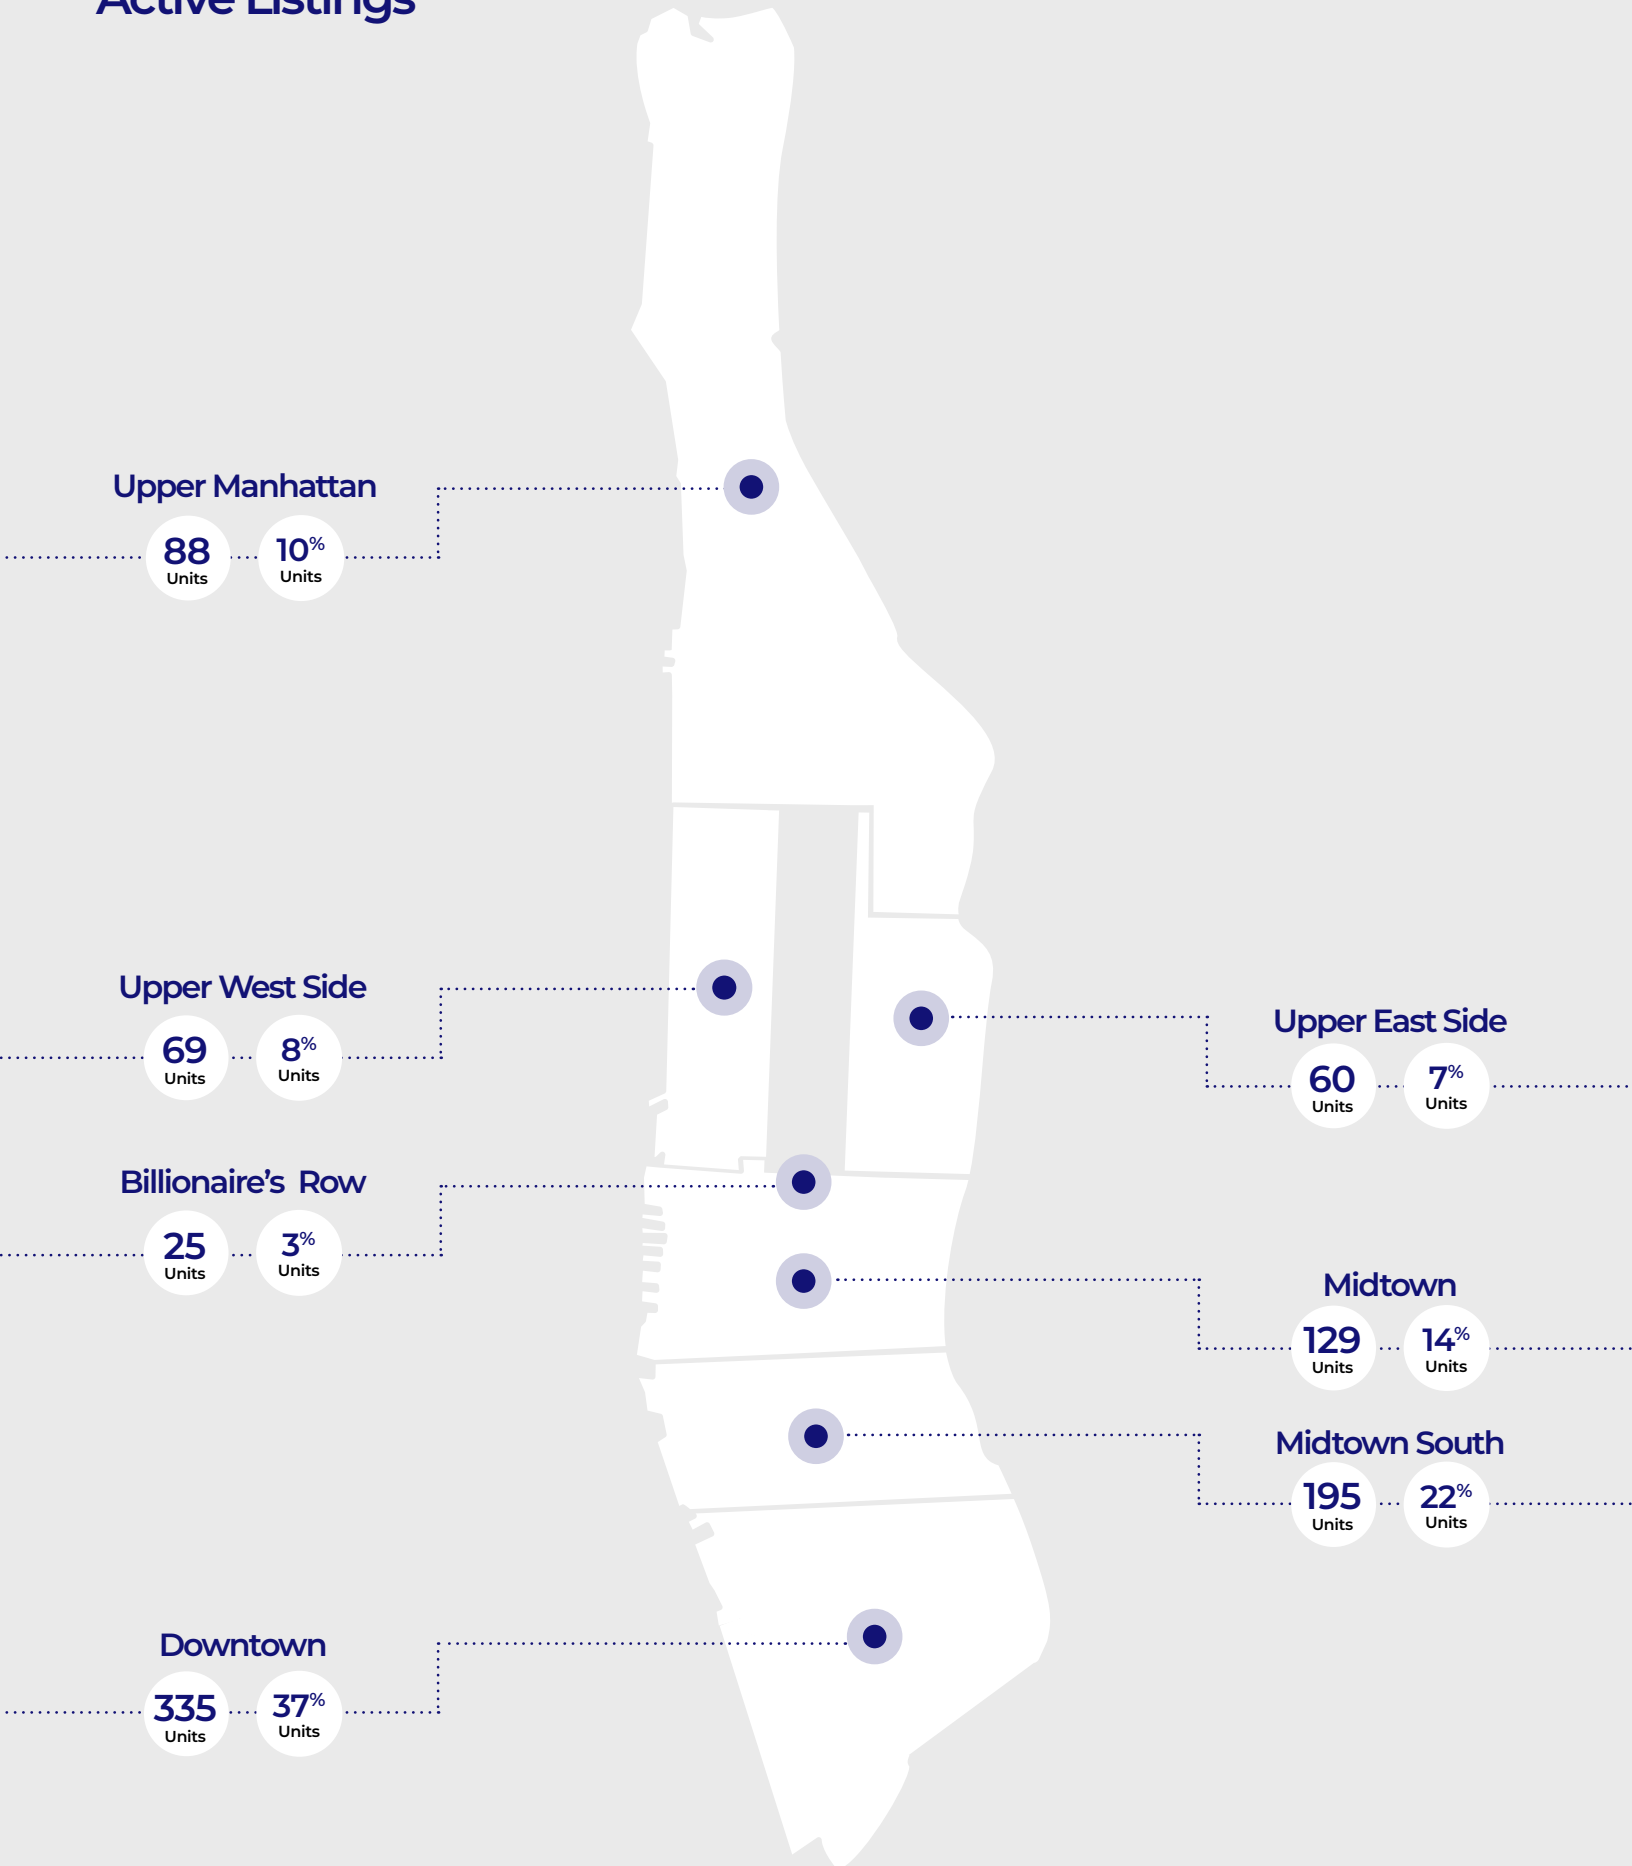 Active Listings
Upper Manhattan
88 10%
Units Units
Upper West Side
69 8%
Units Units
Upper East Side
60 7%
Units Units
Billionaire’s Row
25 3%
Units Units
Midtown
129 14%
Units Units
Midtown South
195 22%
Units Units
Downtown
335 37%
Units Units